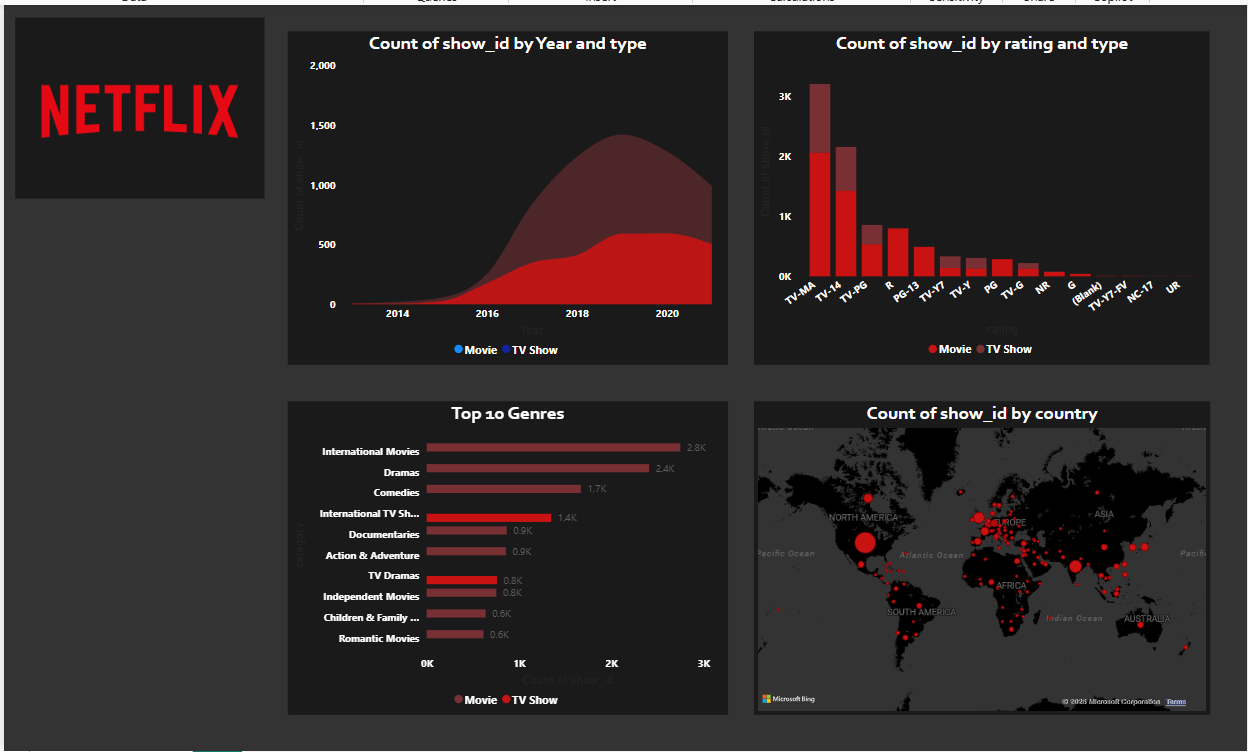 NETFLIX
Count of show_id by Year and type
2,000
1,500
1,000
500
0
Count of show_id
2014 2016 2018 2020
Year
Movie TV Show
Count of show_id by rating and type
3K
2K
1K
0K
Count of show_id
TV-MA TV-14 TV-PG R PG-13 TV-Y7 TV-Y PG TV-G NR G (Blank) TV-Y7-FV NC-17 UR
rating
Movie TV Show
Top 10 Genres
category
International Movies 2.8K
Dramas 2.4K
Comedies 1.7K
International TV Sh... 1.4K
Documentaries 0.9K
Action & Adventure 0.9K
TV Dramas 0.8K
Independent Movies 0.8K
Children & Family ... 0.6K
Romantic Movies 0.6K
0K 1K 2K 3K
Count of show_id
Movie TV Show
Count of show_id by country
NORTH AMERICA
EUROPE
ASIA
Pacific Ocean
Atlantic Ocean
Pacifi
AFRICA
SOUTH AMERICA
Indian Ocean
AUSTRALIA
Microsoft Bing
Microsoft Corporation Terms